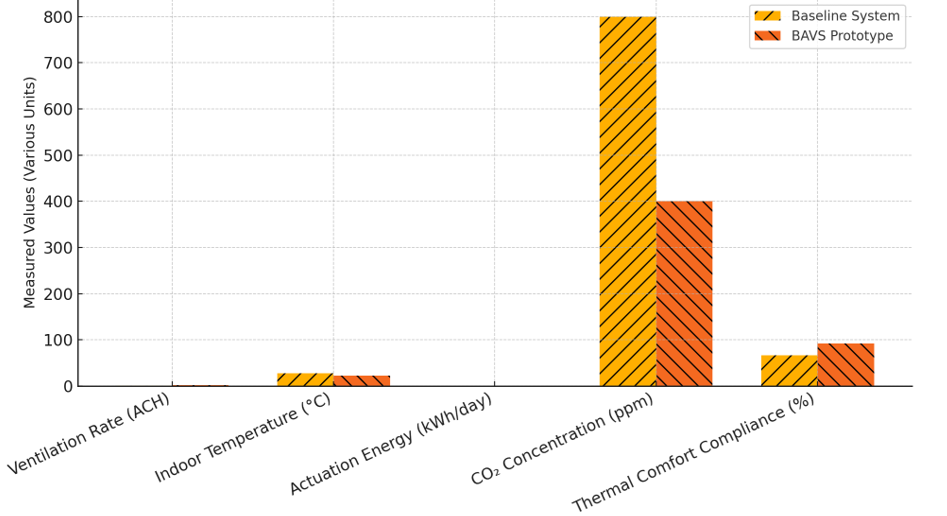 Baseline System
BAVS Prototype
Measured Values (Various Units)
800
700
600
500
400
300
200
100
0
Ventilation Rate (ACH)
Indoor Temperature (°C)
Actuation Energy (kWh/day)
CO₂ Concentration (ppm)
Thermal Comfort Compliance (%)